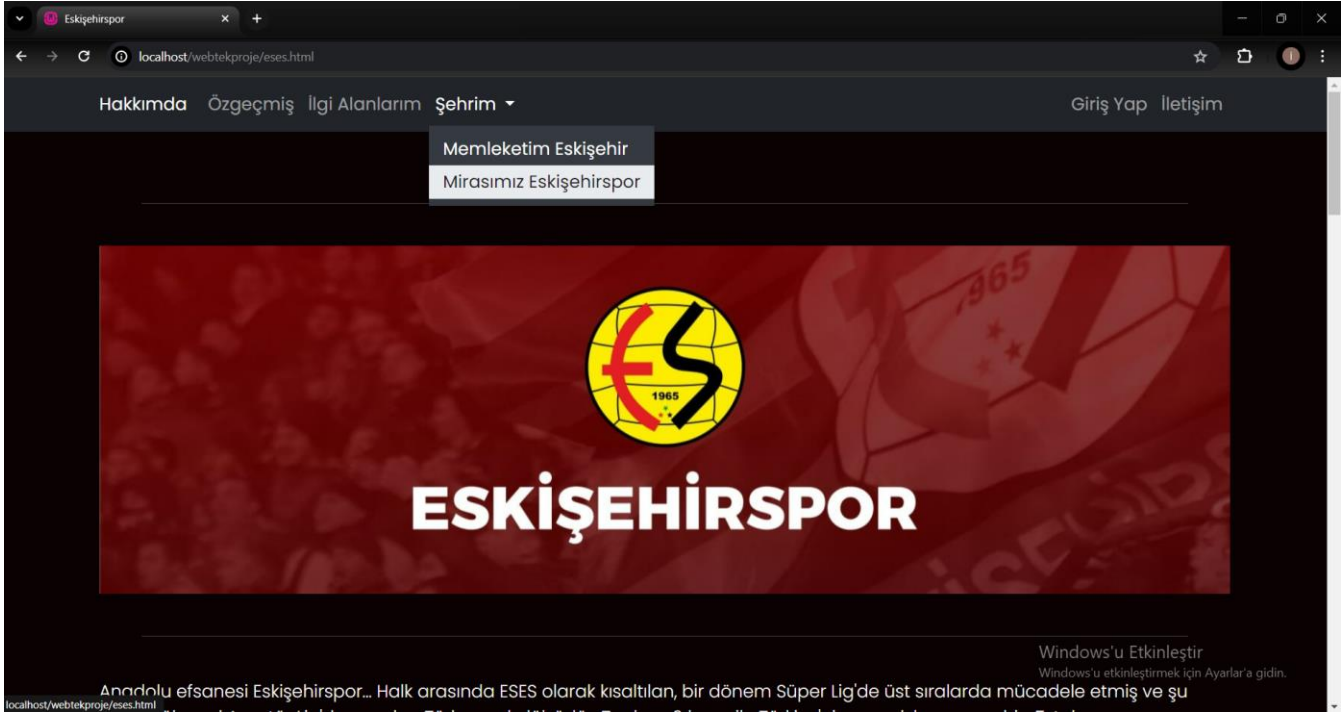 Eskişehirspor
localhost/webtekproje/eses.html
Hakkımda Özgeçmiş İlgi Alanlarım Şehrim Giriş Yap İletişim
Memleketim Eskişehir
Mirasımız Eskişehirspor
1965
ES
1965
ESKİŞEHİRSPOR
Windows'u Etkinleştir
Windows'u etkinleştirmek için Ayarlar'a gidin.
Anadolu efsanesi Eskişehirspor... Halk arasında ESES olarak kısaltılan, bir dönem Süper Lig'de üst sıralarda mücadele etmiş ve şu
localhost/webtekproje/eses.html